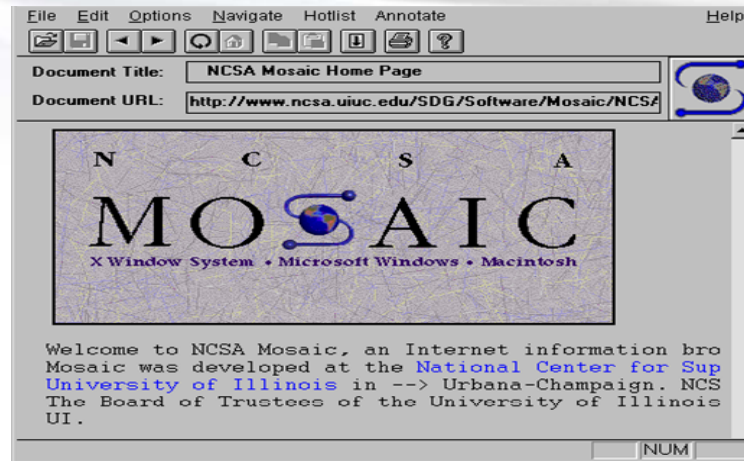 File Edit Options Navigate Hotlist Annotate Help
Document Title: NCSA Mosaic Home Page
Document URL: http://www.ncsa.uiuc.edu/SDG/Software/Mosaic/NCSA
N C S A
MOSAIC
X Window System • Microsoft Windows • Macintosh
Welcome to NCSA Mosaic, an Internet information bro
Mosaic was developed at the National Center for Sup
University of Illinois in --> Urbana-Champaign. NCS
The Board of Trustees of the University of Illinois
UI.
NUM